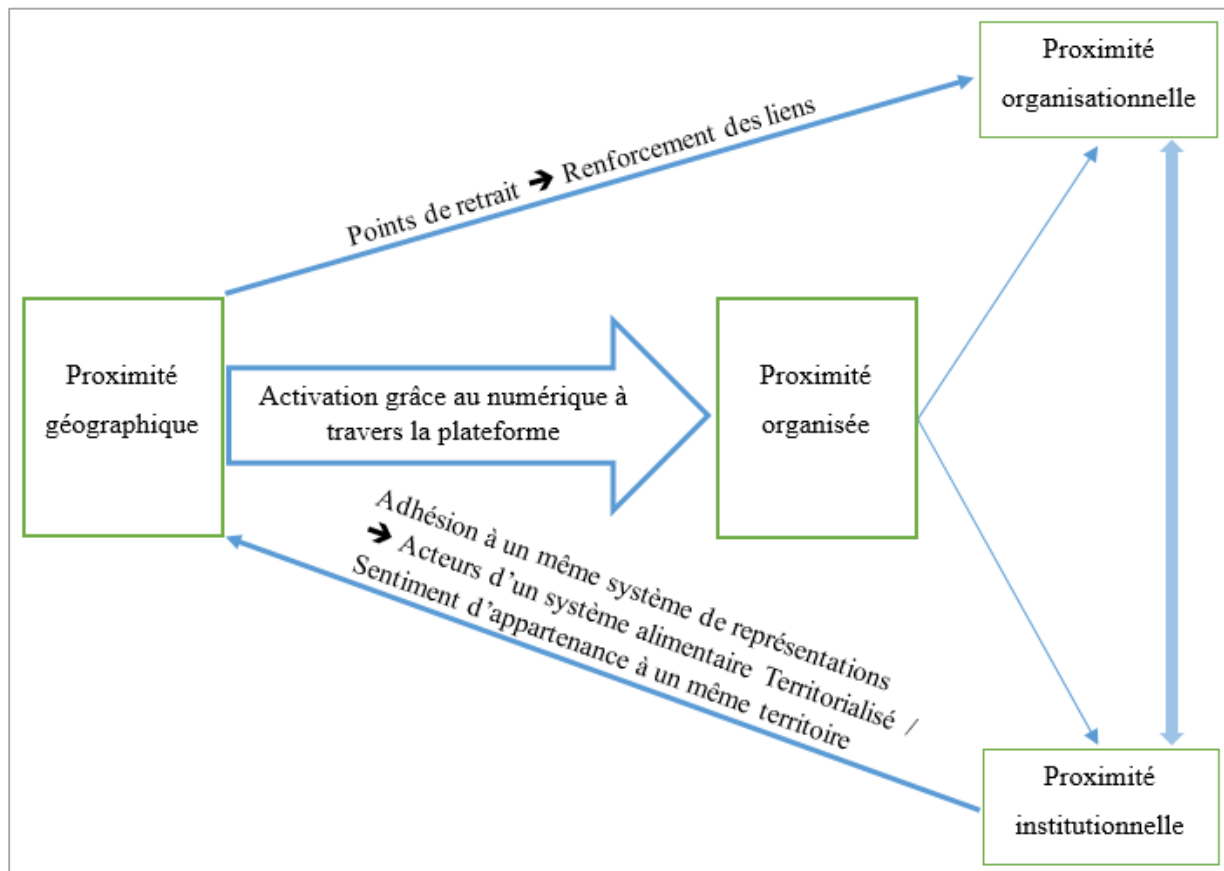 Proximité
organisationnelle
Points de retrait ➔ Renforcement des liens
Proximité
géographique
Activation grâce au numérique à
travers la plateforme
Proximité
organisée
Adhésion à un même système de représentations
➔ Acteurs d’un système alimentaire Territorialisé /
Sentiment d’appartenance à un même territoire
Proximité
institutionnelle